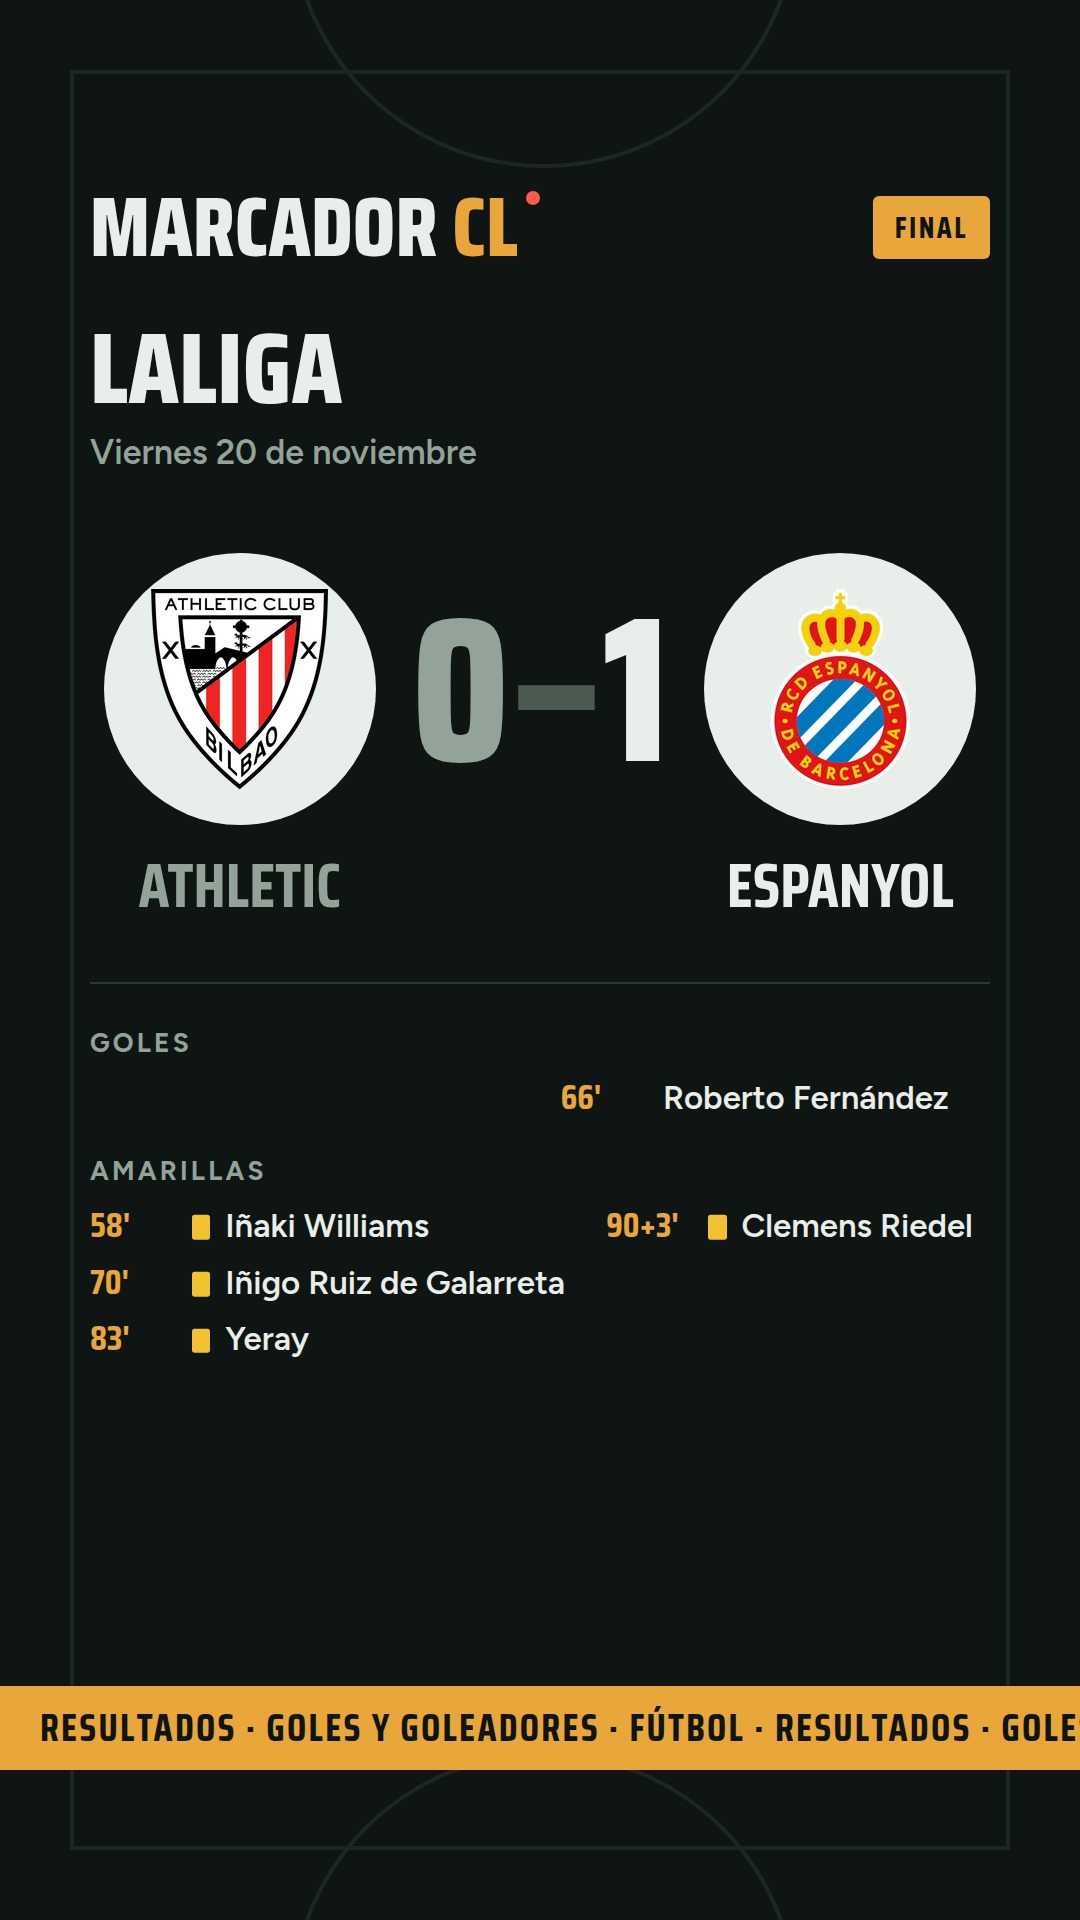 MARCADOR CL
FINAL
LALIGA
Viernes 20 de noviembre
ATHLETIC CLUB
BILBAO
0–1
RCD ESPANYOL
DE BARCELONA
ATHLETIC
ESPANYOL
GOLES
66' Roberto Fernández
AMARILLAS
58' Iñaki Williams
90+3' Clemens Riedel
70' Iñigo Ruiz de Galarreta
83' Yeray
RESULTADOS · GOLES Y GOLEADORES · FÚTBOL · RESULTADOS · GOLES